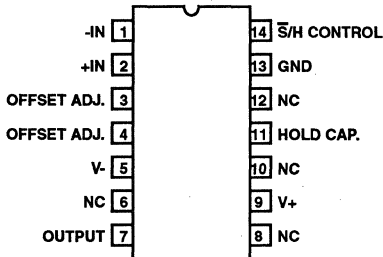 -IN 1 14 S̅/H CONTROL
+IN 2 13 GND
OFFSET ADJ. 3 12 NC
OFFSET ADJ. 4 11 HOLD CAP.
V- 5 10 NC
NC 6 9 V+
OUTPUT 7 8 NC